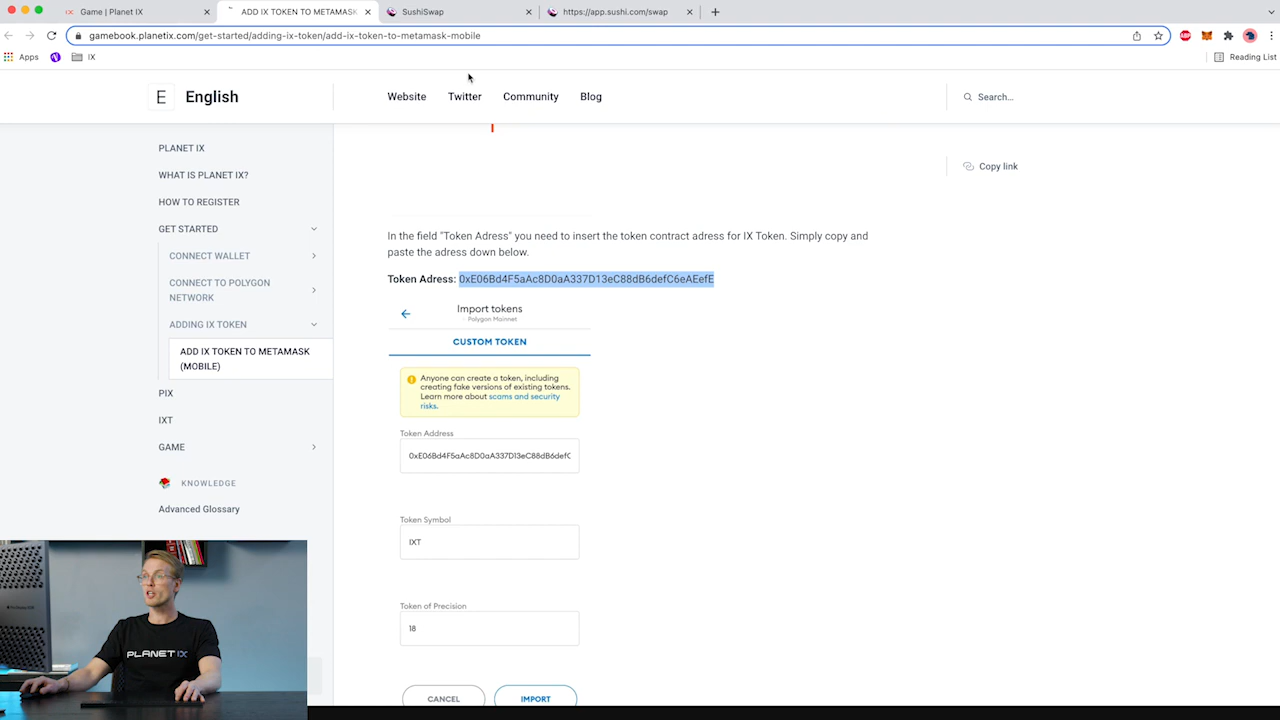 Game | Planet IX
ADD IX TOKEN TO METAMASK
SushiSwap
https://app.sushi.com/swap
gamebook.planetix.com/get-started/adding-ix-token/add-ix-token-to-metamask-mobile
Apps
IX
Reading List
E English
Website
Twitter
Community
Blog
Search...
PLANET IX
WHAT IS PLANET IX?
HOW TO REGISTER
GET STARTED
CONNECT WALLET
CONNECT TO POLYGON
NETWORK
ADDING IX TOKEN
ADD IX TOKEN TO METAMASK
(MOBILE)
PIX
IXT
GAME
KNOWLEDGE
Advanced Glossary
Copy link
In the field "Token Adress" you need to insert the token contract adress for IX Token. Simply copy and
paste the adress down below.
Token Adress: 0xE06Bd4F5aAc8D0aA337D13eC88dB6defC6eAEefE
Import tokens
Polygon Mainnet
CUSTOM TOKEN
Anyone can create a token, including
creating fake versions of existing tokens.
Learn more about scams and security
risks.
Token Address
0xE06Bd4F5aAc8D0aA337D13eC88dB6defC
Token Symbol
IXT
Token of Precision
18
CANCEL
IMPORT
PLANET IX